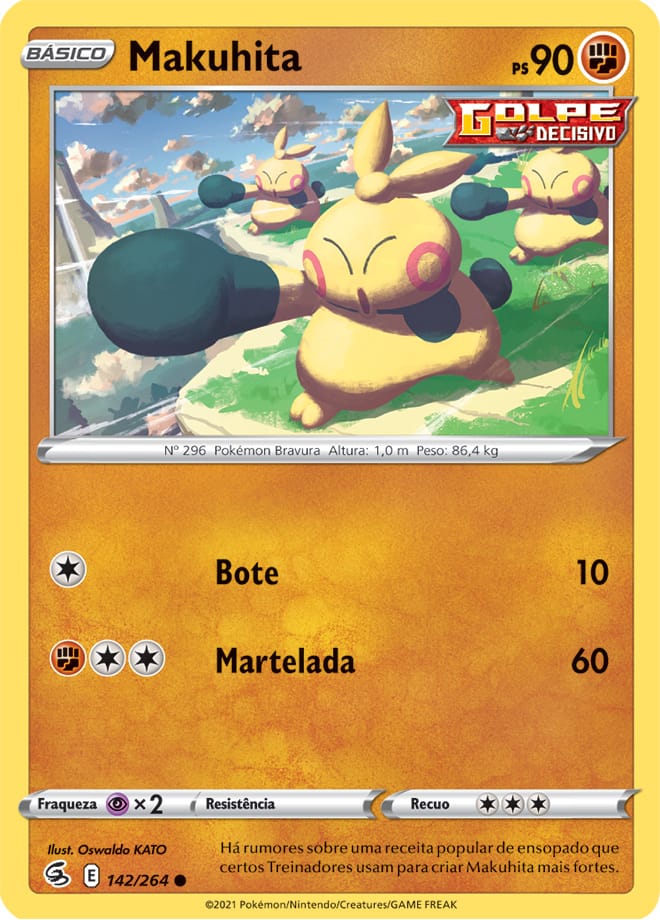 BÁSICO
Makuhita
PS 90
GOLPE
DECISIVO
Nº 296 Pokémon Bravura Altura: 1,0 m Peso: 86,4 kg
Bote 10
Martelada 60
Fraqueza ×2 Resistência Recuo
Ilust. Oswaldo KATO
Há rumores sobre uma receita popular de ensopado que
certos Treinadores usam para criar Makuhita mais fortes.
E 142/264
©2021 Pokémon/Nintendo/Creatures/GAME FREAK